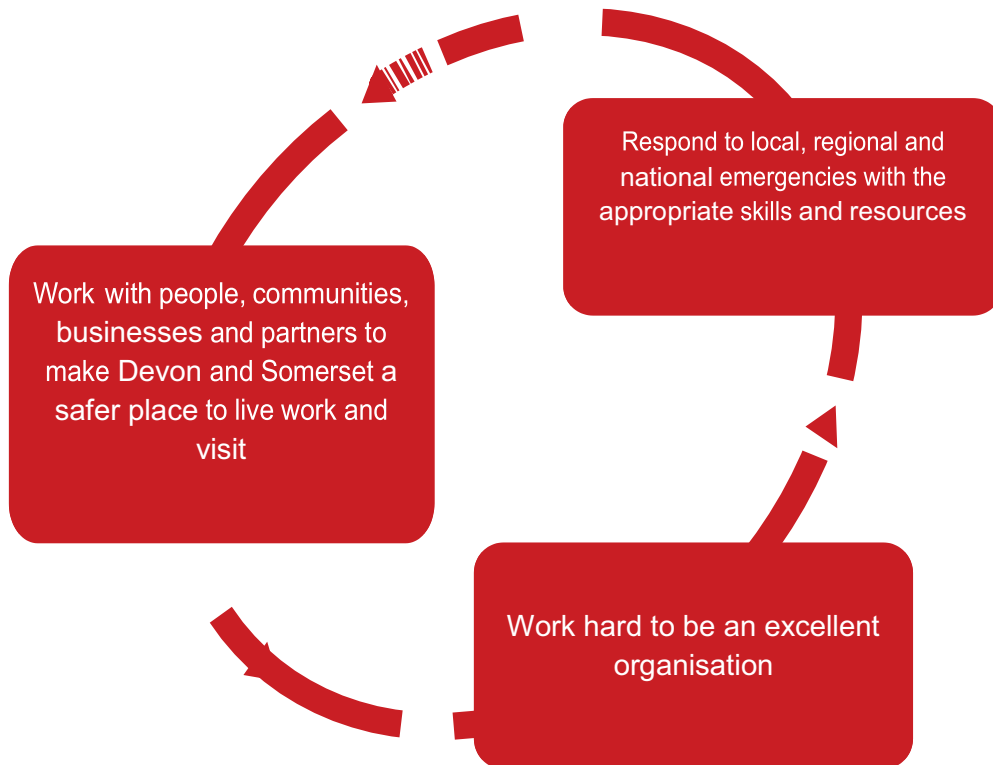 Respond to local, regional and
national emergencies with the
appropriate skills and resources
Work with people, communities,
businesses and partners to
make Devon and Somerset a
safer place to live work and
visit
Work hard to be an excellent
organisation